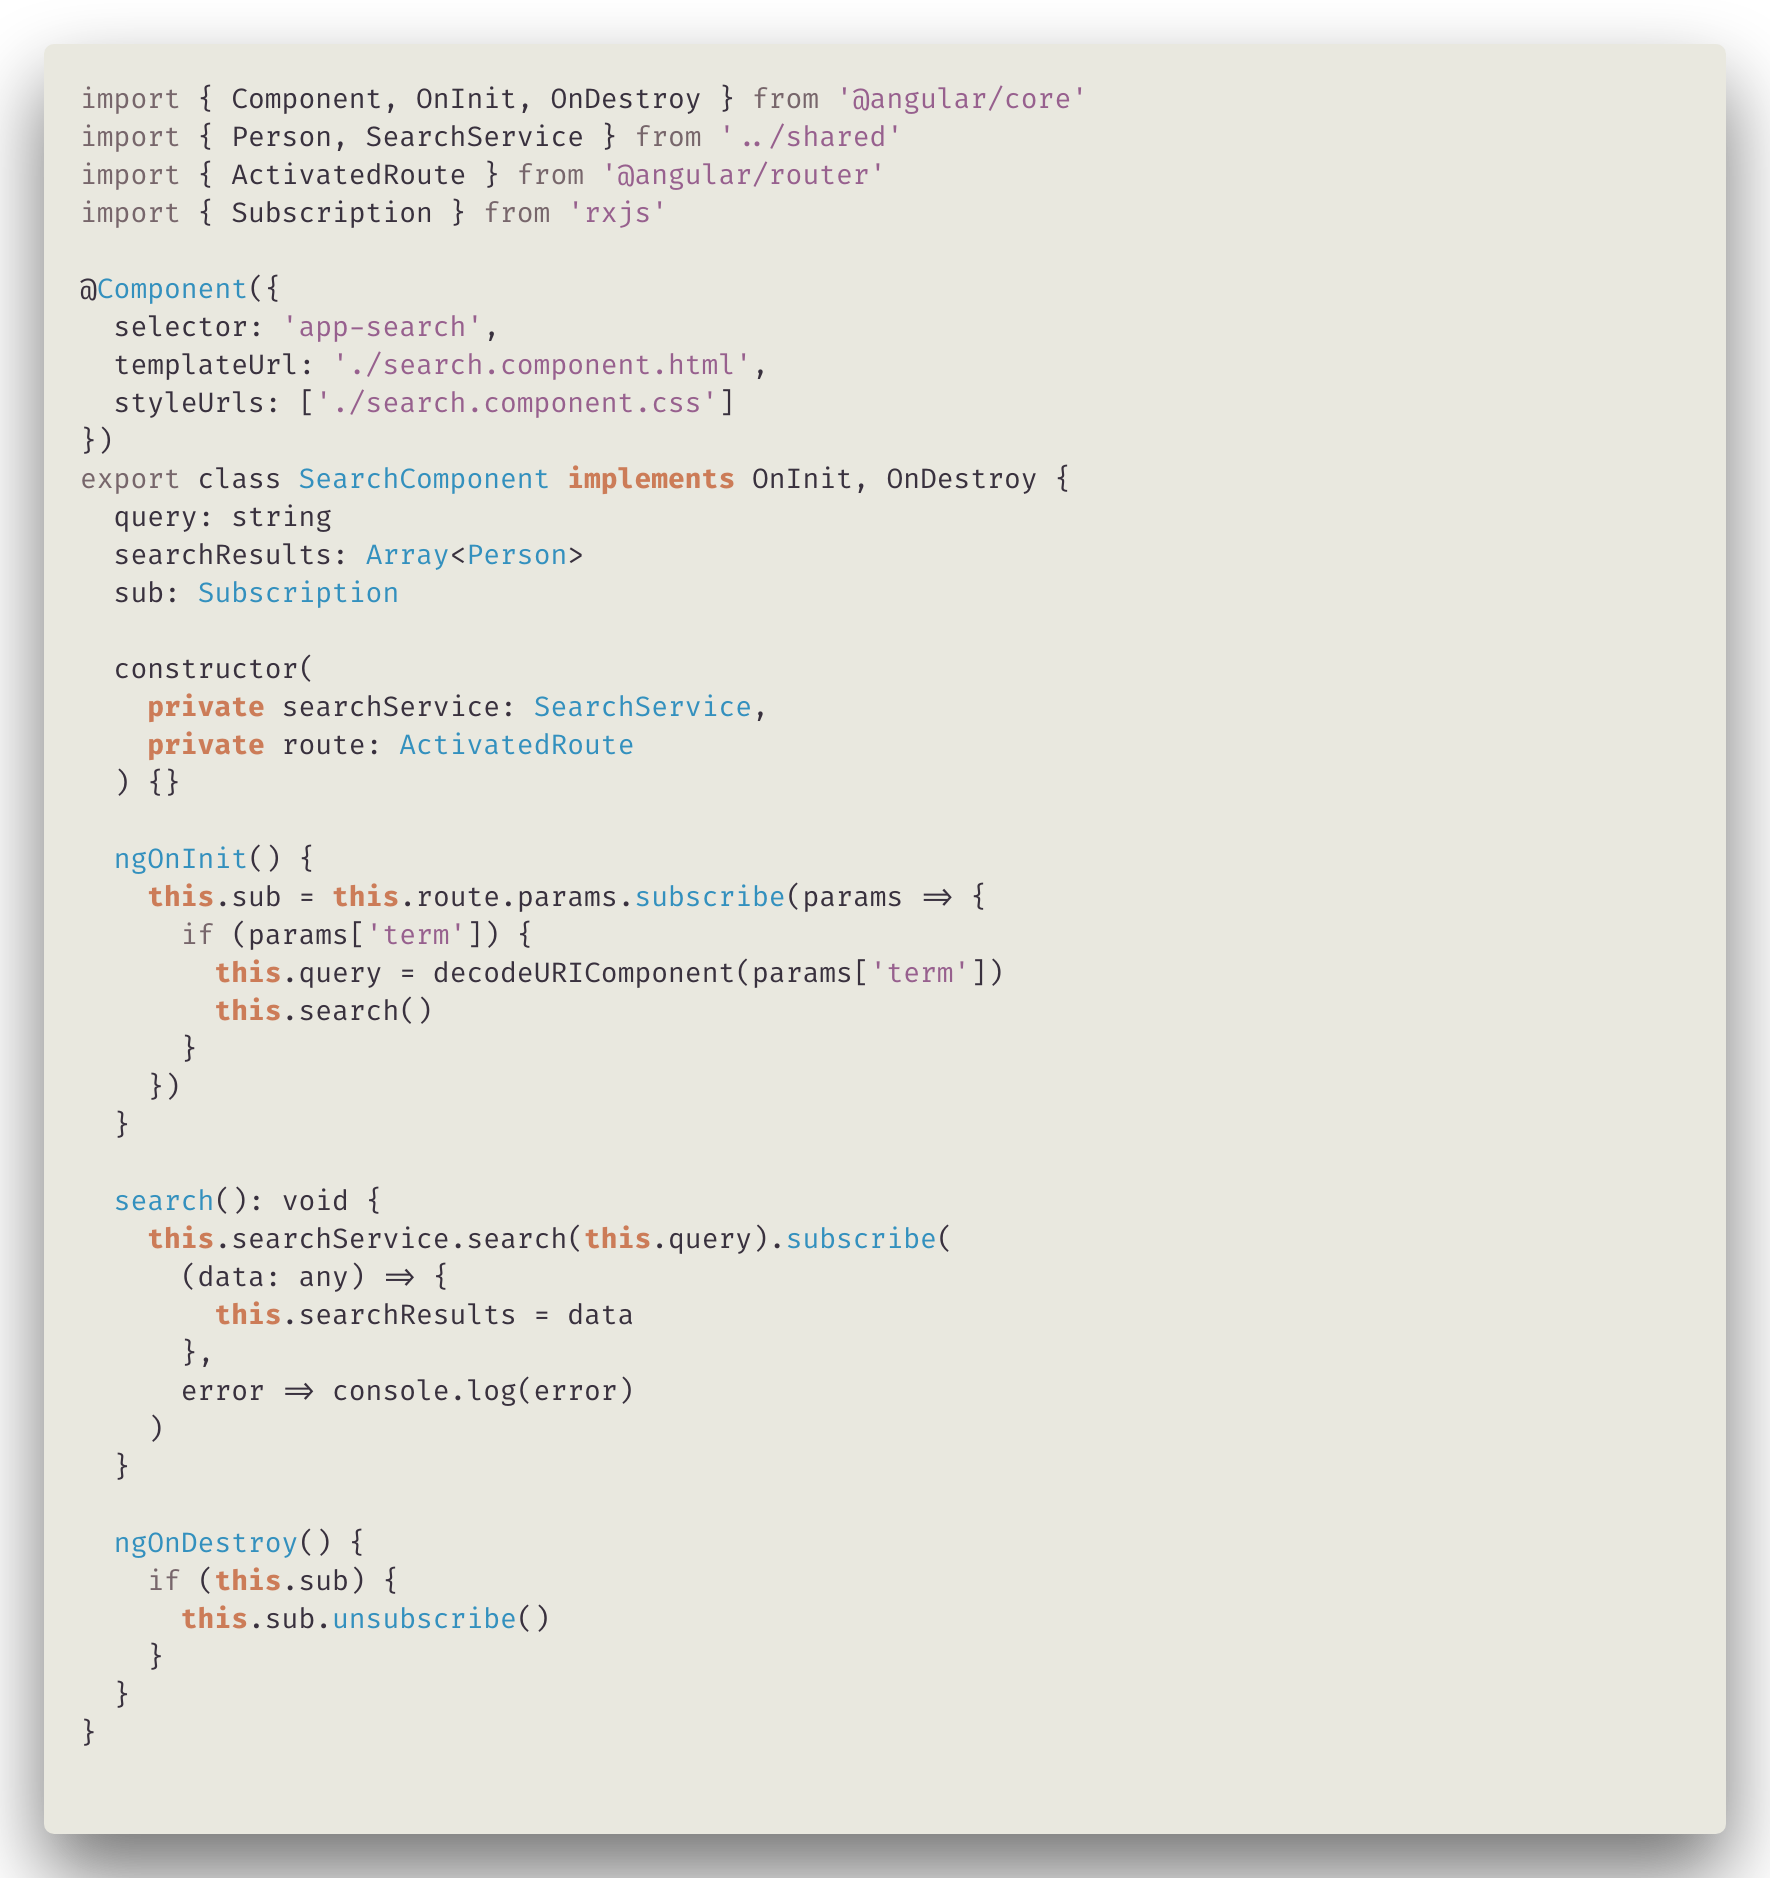 import { Component, OnInit, OnDestroy } from '@angular/core'
import { Person, SearchService } from '../shared'
import { ActivatedRoute } from '@angular/router'
import { Subscription } from 'rxjs'

@Component({
  selector: 'app-search',
  templateUrl: './search.component.html',
  styleUrls: ['./search.component.css']
})
export class SearchComponent implements OnInit, OnDestroy {
  query: string
  searchResults: Array<Person>
  sub: Subscription

  constructor(
    private searchService: SearchService,
    private route: ActivatedRoute
  ) {}

  ngOnInit() {
    this.sub = this.route.params.subscribe(params => {
      if (params['term']) {
        this.query = decodeURIComponent(params['term'])
        this.search()
      }
    })
  }

  search(): void {
    this.searchService.search(this.query).subscribe(
      (data: any) => {
        this.searchResults = data
      },
      error => console.log(error)
    )
  }

  ngOnDestroy() {
    if (this.sub) {
      this.sub.unsubscribe()
    }
  }
}